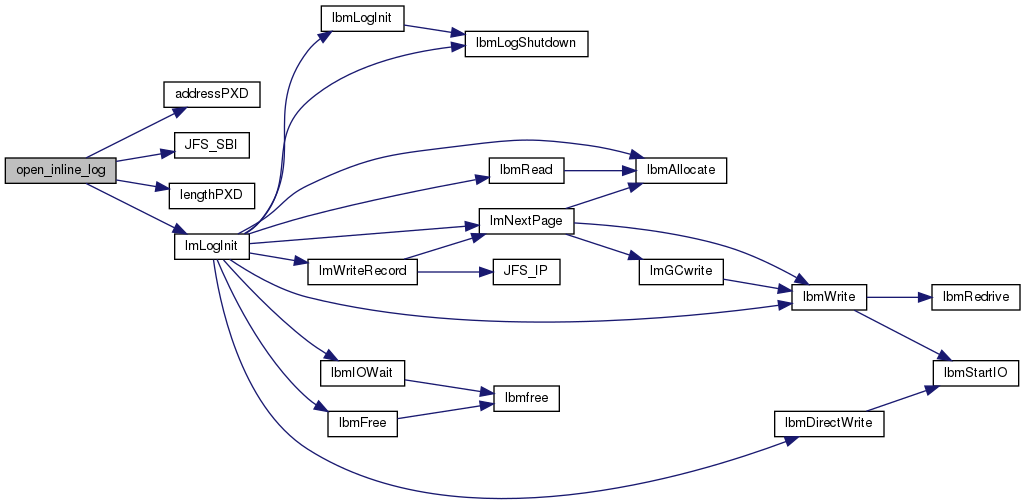 lbmLogInit
lbmLogShutdown
addressPXD
JFS_SBI
open_inline_log
lengthPXD
lbmRead
lbmAllocate
lmNextPage
lmLogInit
lmWriteRecord
JFS_IP
lmGCwrite
lbmWrite
lbmRedrive
lbmIOWait
lbmStartIO
lbmfree
lbmFree
lbmDirectWrite